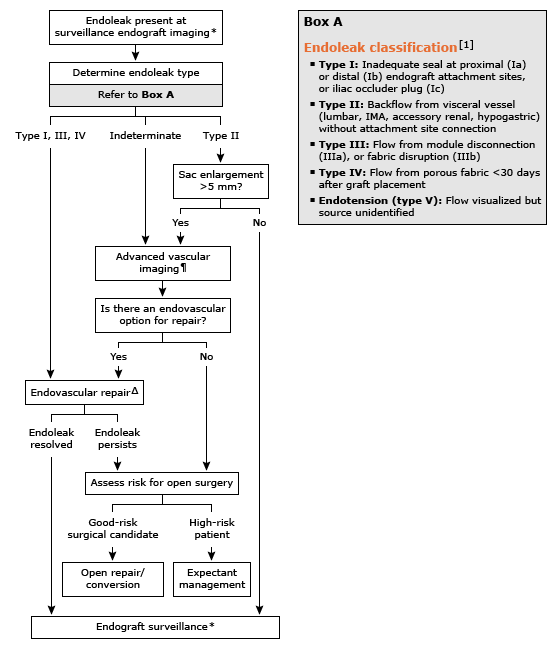 Endoleak present at
surveillance endograft imaging*
Determine endoleak type
Refer to Box A
Type I, III, IV
Indeterminate
Type II
Sac enlargement
>5 mm?
Yes
No
Advanced vascular
imaging¶
Is there an endovascular
option for repair?
Yes
No
Endovascular repairΔ
Endoleak
resolved
Endoleak
persists
Assess risk for open surgery
Good-risk
surgical candidate
High-risk
patient
Open repair/
conversion
Expectant
management
Endograft surveillance*
Box A
Endoleak classification[1]
▪ Type I: Inadequate seal at proximal (Ia)
or distal (Ib) endograft attachment sites,
or iliac occluder plug (Ic)
▪ Type II: Backflow from visceral vessel
(lumbar, IMA, accessory renal, hypogastric)
without attachment site connection
▪ Type III: Flow from module disconnection
(IIIa), or fabric disruption (IIIb)
▪ Type IV: Flow from porous fabric <30 days
after graft placement
▪ Endotension (type V): Flow visualized but
source unidentified